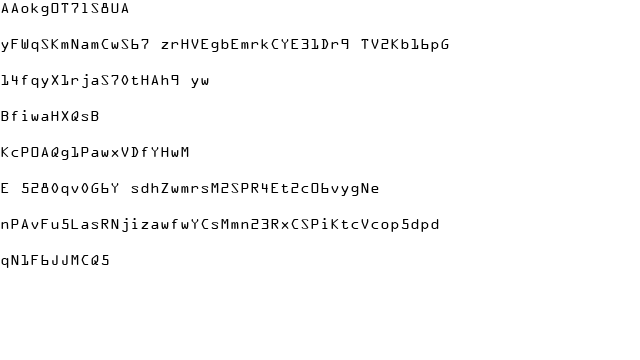 AAokgOT71S8UA
yFWqSKmNamCwS67 zrHVEgbEmrkCYE31Dr9 TV2Kb16pG
14fqyX1rjaS70tHAh9 yw
BfiwaHXQsB
KcPOAQg1PawxVDfYHwM
E 5280qv0G6Y sdhZwmrsM2SPR4Et2cO6vygNe
nPAvFu5LasRNjizawfwYCsMmn23RxCSPiKtcVcop5dpd
qN1F6JJMCQ5